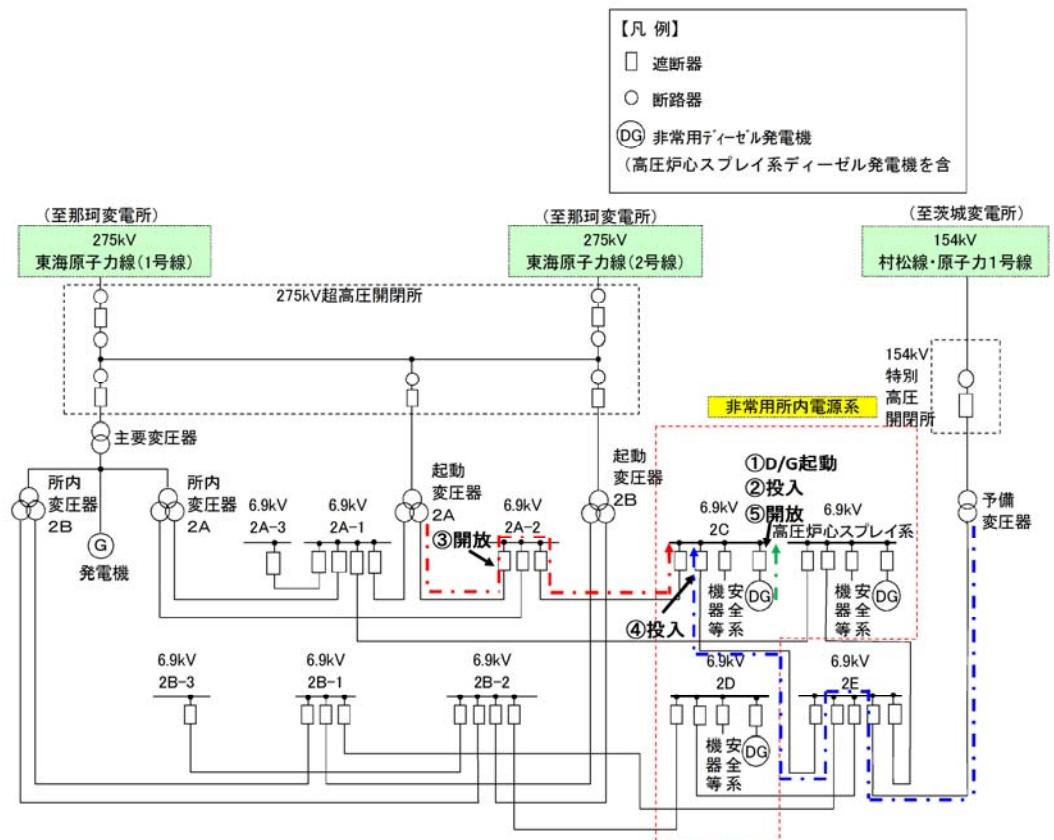 【凡 例】
遮断器
断路器
DG 非常用ディーゼル発電機
(高圧炉心スプレイ系ディーゼル発電機を含
(至那珂変電所)
275kV
東海原子力線(1号線)
(至那珂変電所)
275kV
東海原子力線(2号線)
(至茨城変電所)
154kV
村松線・原子力1号線
275kV超高圧開閉所
154kV
特別
高圧
開閉所
非常用所内電源系
主要変圧器
所内
変圧器
2B
所内
変圧器
2A
G
発電機
6.9kV
2A-3
6.9kV
2A-1
起動
変圧器
2A
6.9kV
2A-2
③開放
起動
変圧器
2B
①D/G起動
②投入
⑤開放
6.9kV
2C
6.9kV
高圧炉心スプレイ系
予備
変圧器
④投入
機器等
安全系
DG
機器等
安全系
DG
6.9kV
2B-3
6.9kV
2B-1
6.9kV
2B-2
6.9kV
2D
6.9kV
2E
機器等
安全系
DG